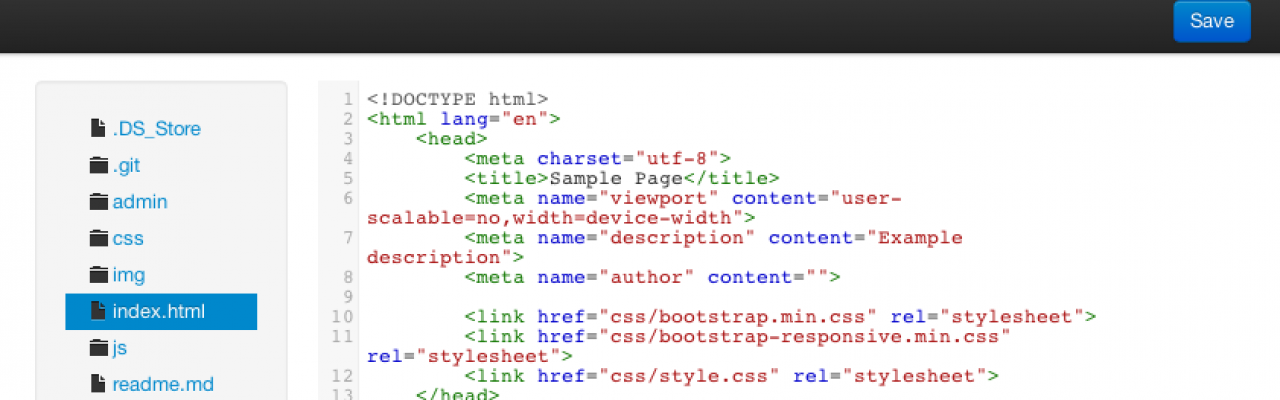 Save
.DS_Store
.git
admin
css
img
index.html
js
readme.md
1 <!DOCTYPE html>
2 <html lang="en">
3 <head>
4 <meta charset="utf-8">
5 <title>Sample Page</title>
6 <meta name="viewport" content="user-
scalable=no,width=device-width">
7 <meta name="description" content="Example
description">
8 <meta name="author" content="">
9
10 <link href="css/bootstrap.min.css" rel="stylesheet">
11 <link href="css/bootstrap-responsive.min.css"
rel="stylesheet">
12 <link href="css/style.css" rel="stylesheet">
13 </head>